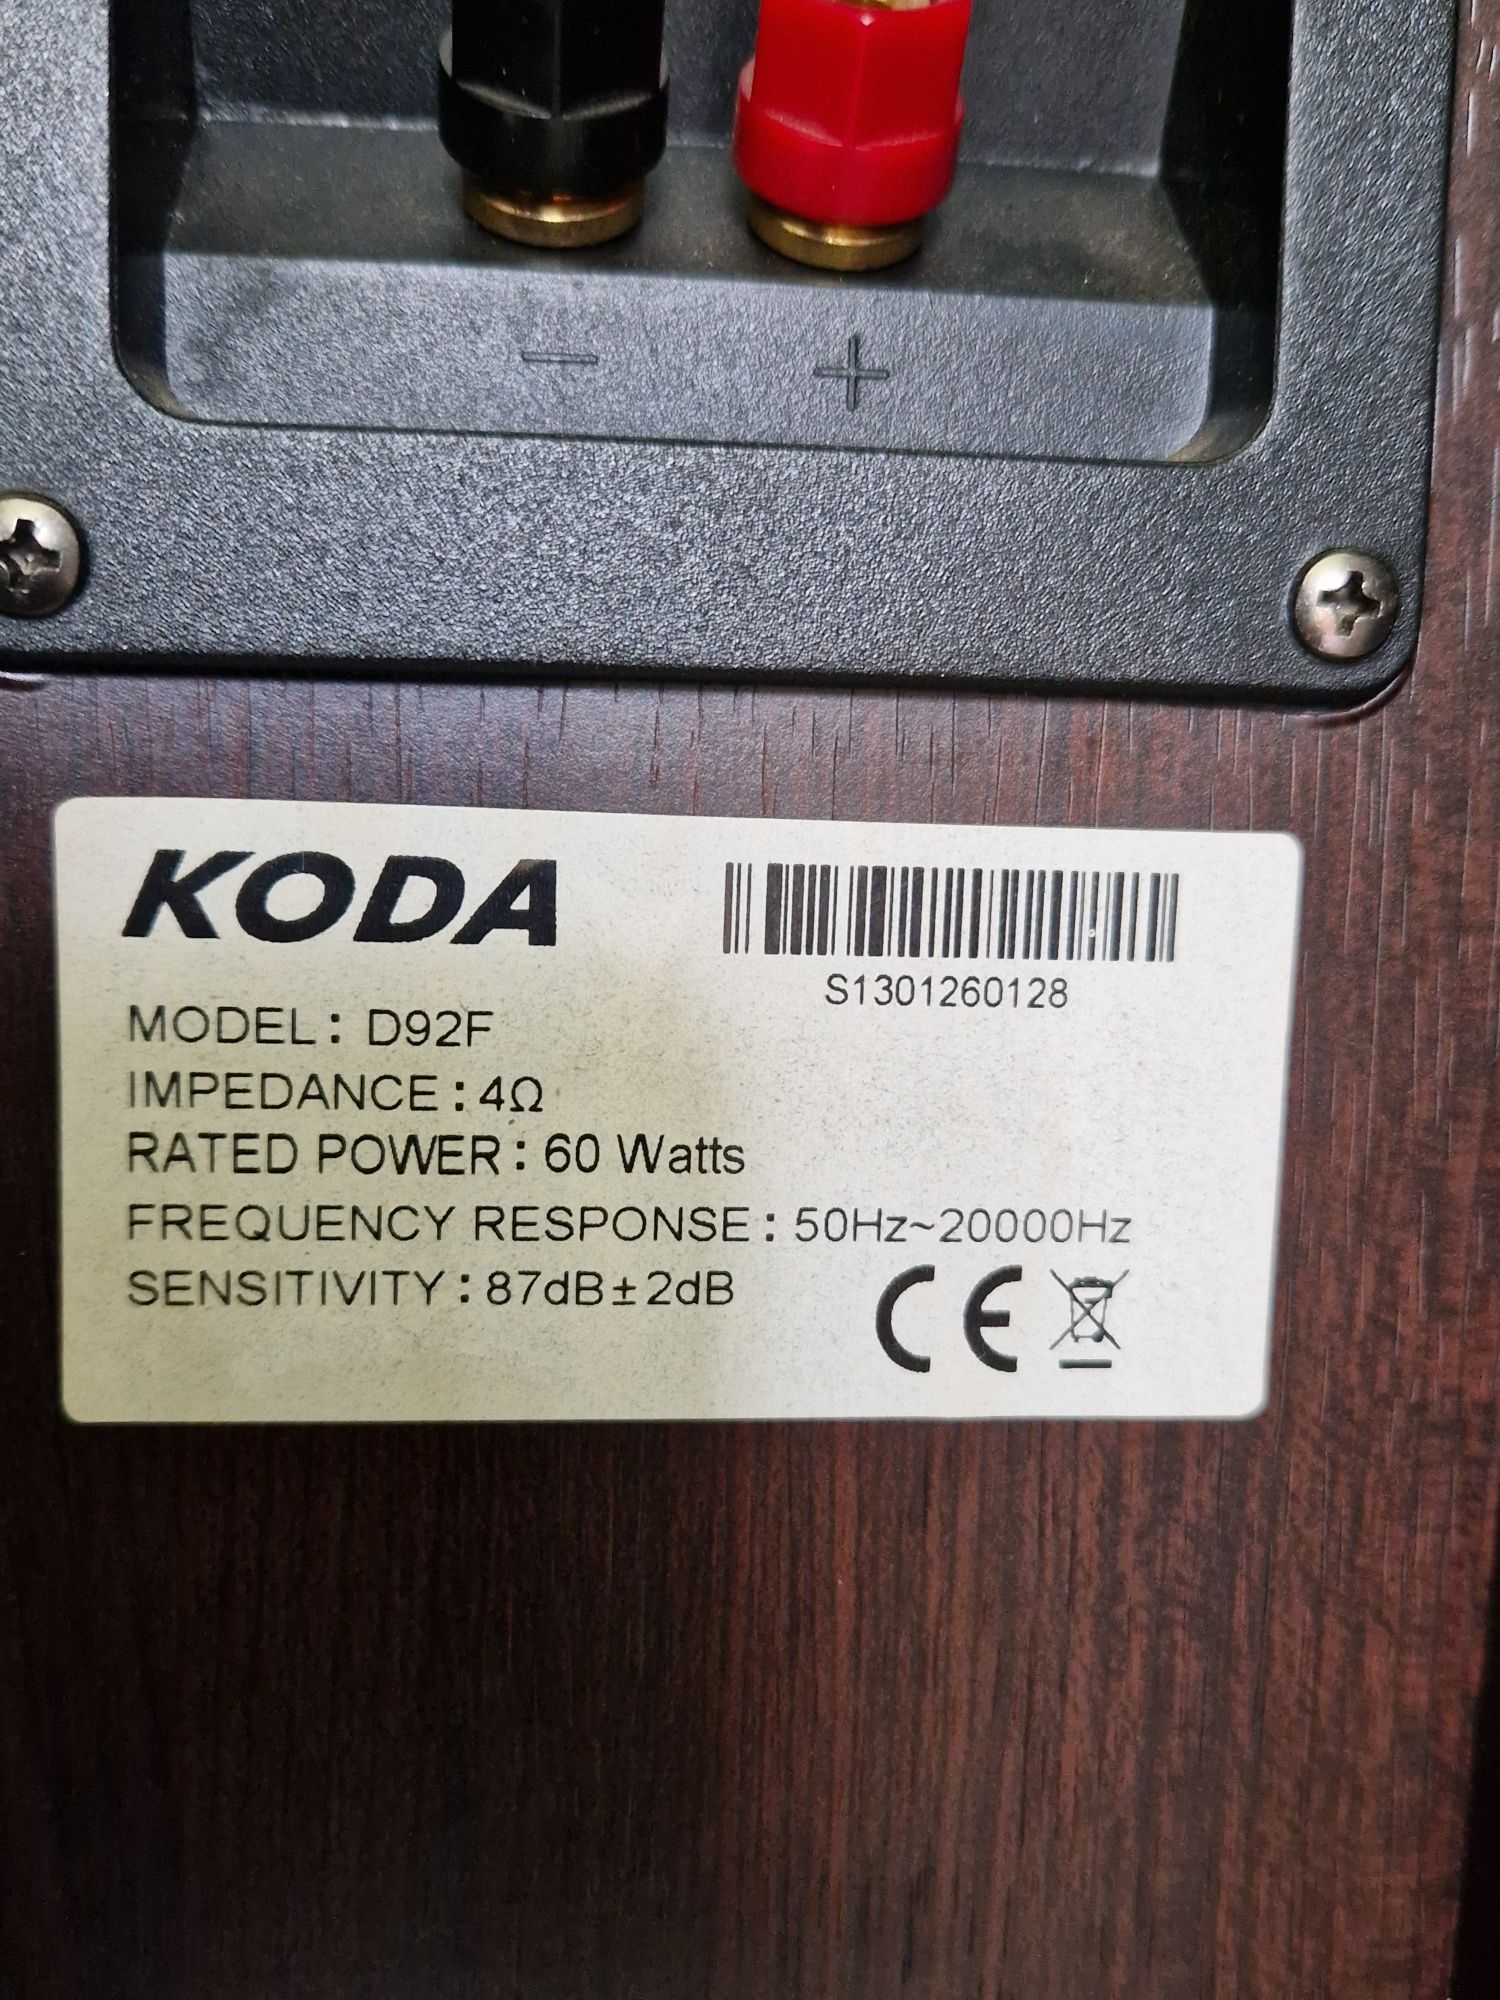 − +
KODA
S1301260128
MODEL: D92F
IMPEDANCE: 4Ω
RATED POWER: 60 Watts
FREQUENCY RESPONSE: 50Hz~20000Hz
SENSITIVITY: 87dB±2dB
CE